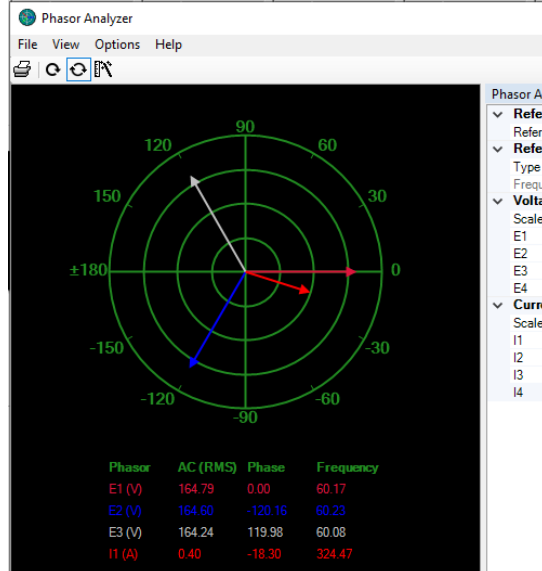 Phasor Analyzer
File View Options Help
Phasor A
Refer
Refer
Refe
Type
Frequ
Volta
Scale
E1
E2
E3
E4
Curre
Scale
I1
I2
I3
I4
90
120 60
150 30
±180 0
-150 -30
-120 -60
-90
Phasor AC (RMS) Phase Frequency
E1 (V) 164.79 0.00 60.17
E2 (V) 164.60 -120.16 60.23
E3 (V) 164.24 119.98 60.08
I1 (A) 0.40 -18.30 324.47